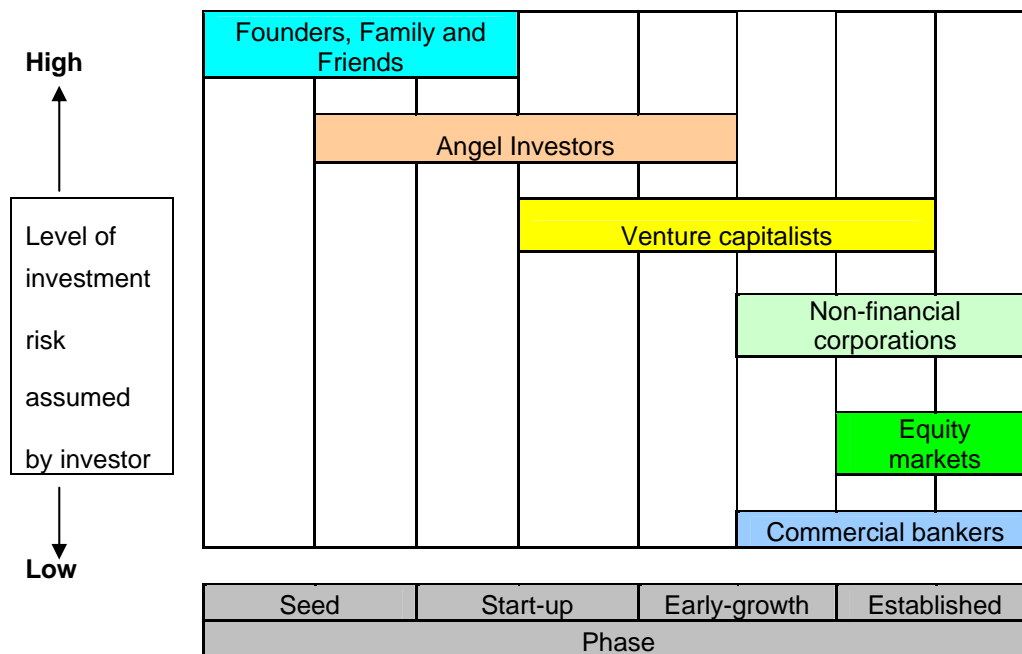 Founders, Family and
Friends
High
Angel Investors
Level of
investment
risk
assumed
by investor
Venture capitalists
Non-financial
corporations
Equity
markets
Commercial bankers
Low
Seed
Start-up
Early-growth
Established
Phase